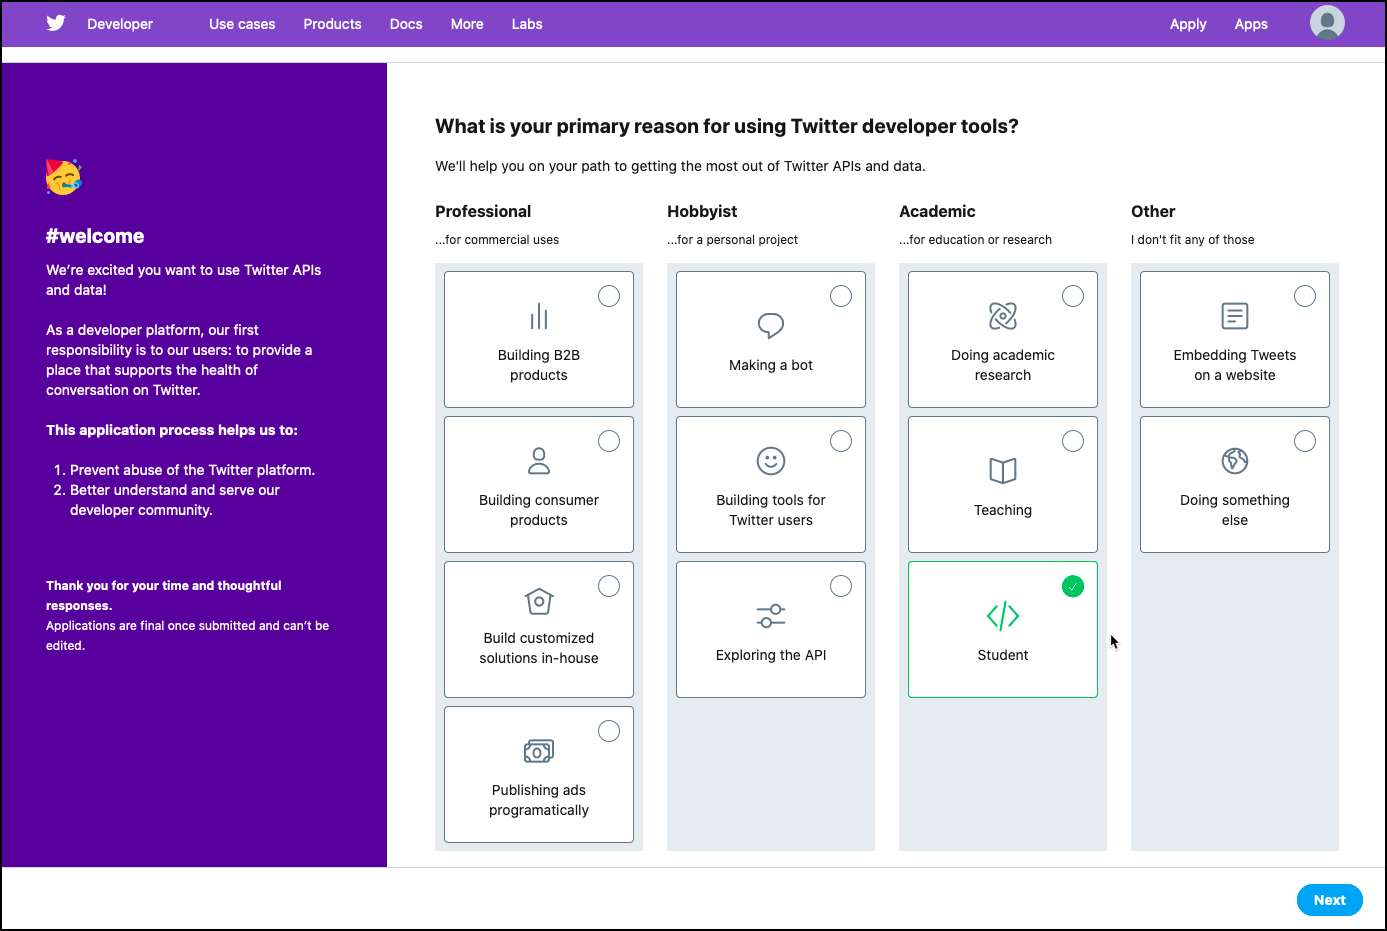 Developer Use cases Products Docs More Labs Apply Apps
#welcome
We’re excited you want to use Twitter APIs
and data!
As a developer platform, our first
responsibility is to our users: to provide a
place that supports the health of
conversation on Twitter.
This application process helps us to:
1. Prevent abuse of the Twitter platform.
2. Better understand and serve our
developer community.
Thank you for your time and thoughtful
responses.
Applications are final once submitted and can’t be
edited.
What is your primary reason for using Twitter developer tools?
We'll help you on your path to getting the most out of Twitter APIs and data.
Professional
...for commercial uses
Building B2B
products
Building consumer
products
Build customized
solutions in-house
Publishing ads
programatically
Hobbyist
...for a personal project
Making a bot
Building tools for
Twitter users
Exploring the API
Academic
...for education or research
Doing academic
research
Teaching
Student
Other
I don't fit any of those
Embedding Tweets
on a website
Doing something
else
Next